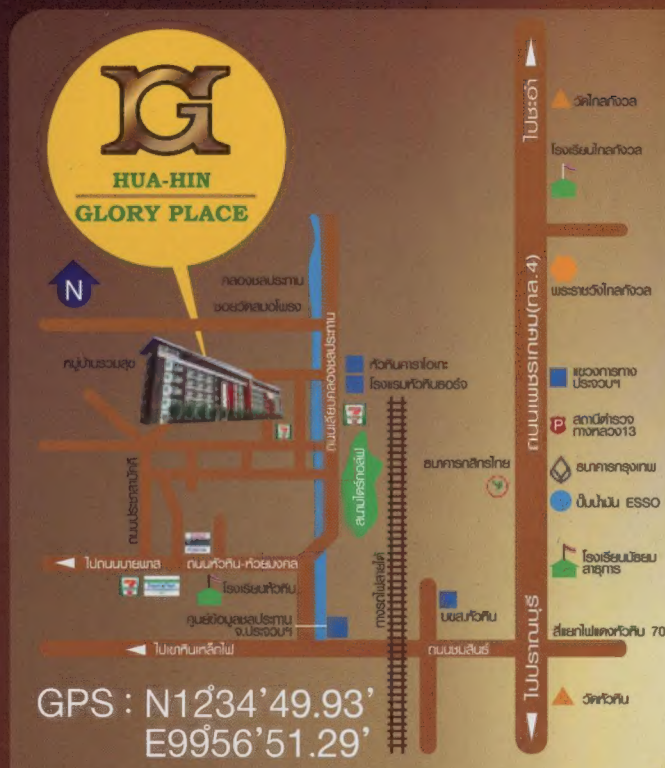 HG
HUA-HIN
GLORY PLACE
N
คลองชลประทาน
ซอยวัดสมอโพรง
หมู่บ้านรวมสุข
ถนนเลียบคลองชลประทาน
หัวหินคาราโอเกะ
โรงแรมหัวหินธอร์จ
สนามไดร์กอล์ฟ
ถนนประชาสามัคคี
ไปถนนบายพาส
ถนนหัวหิน-ห้วยมงคล
โรงเรียนหัวหิน
ศูนย์ข้อมูลชลประทาน
จ.ประจวบฯ
ไปเขาหินเหล็กไฟ
ทางรถไฟสายใต้
ธนาคารกสิกรไทย
บขส.หัวหิน
ถนนชมสินธุ์
ไปชะอำ
ถนนเพชรเกษม(ทล.4)
ไปปราณบุรี
วัดไกลกังวล
โรงเรียนไกลกังวล
พระราชวังไกลกังวล
แขวงการทาง
ประจวบฯ
P
สถานีตำรวจ
ทางหลวง13
ธนาคารกรุงเทพ
ปั๊มน้ำมัน ESSO
โรงเรียนมัธยม
สาธุการ
สี่แยกไฟแดงหัวหิน 70
วัดหัวหิน
GPS : N12°34'49.93'
E99°56'51.29'